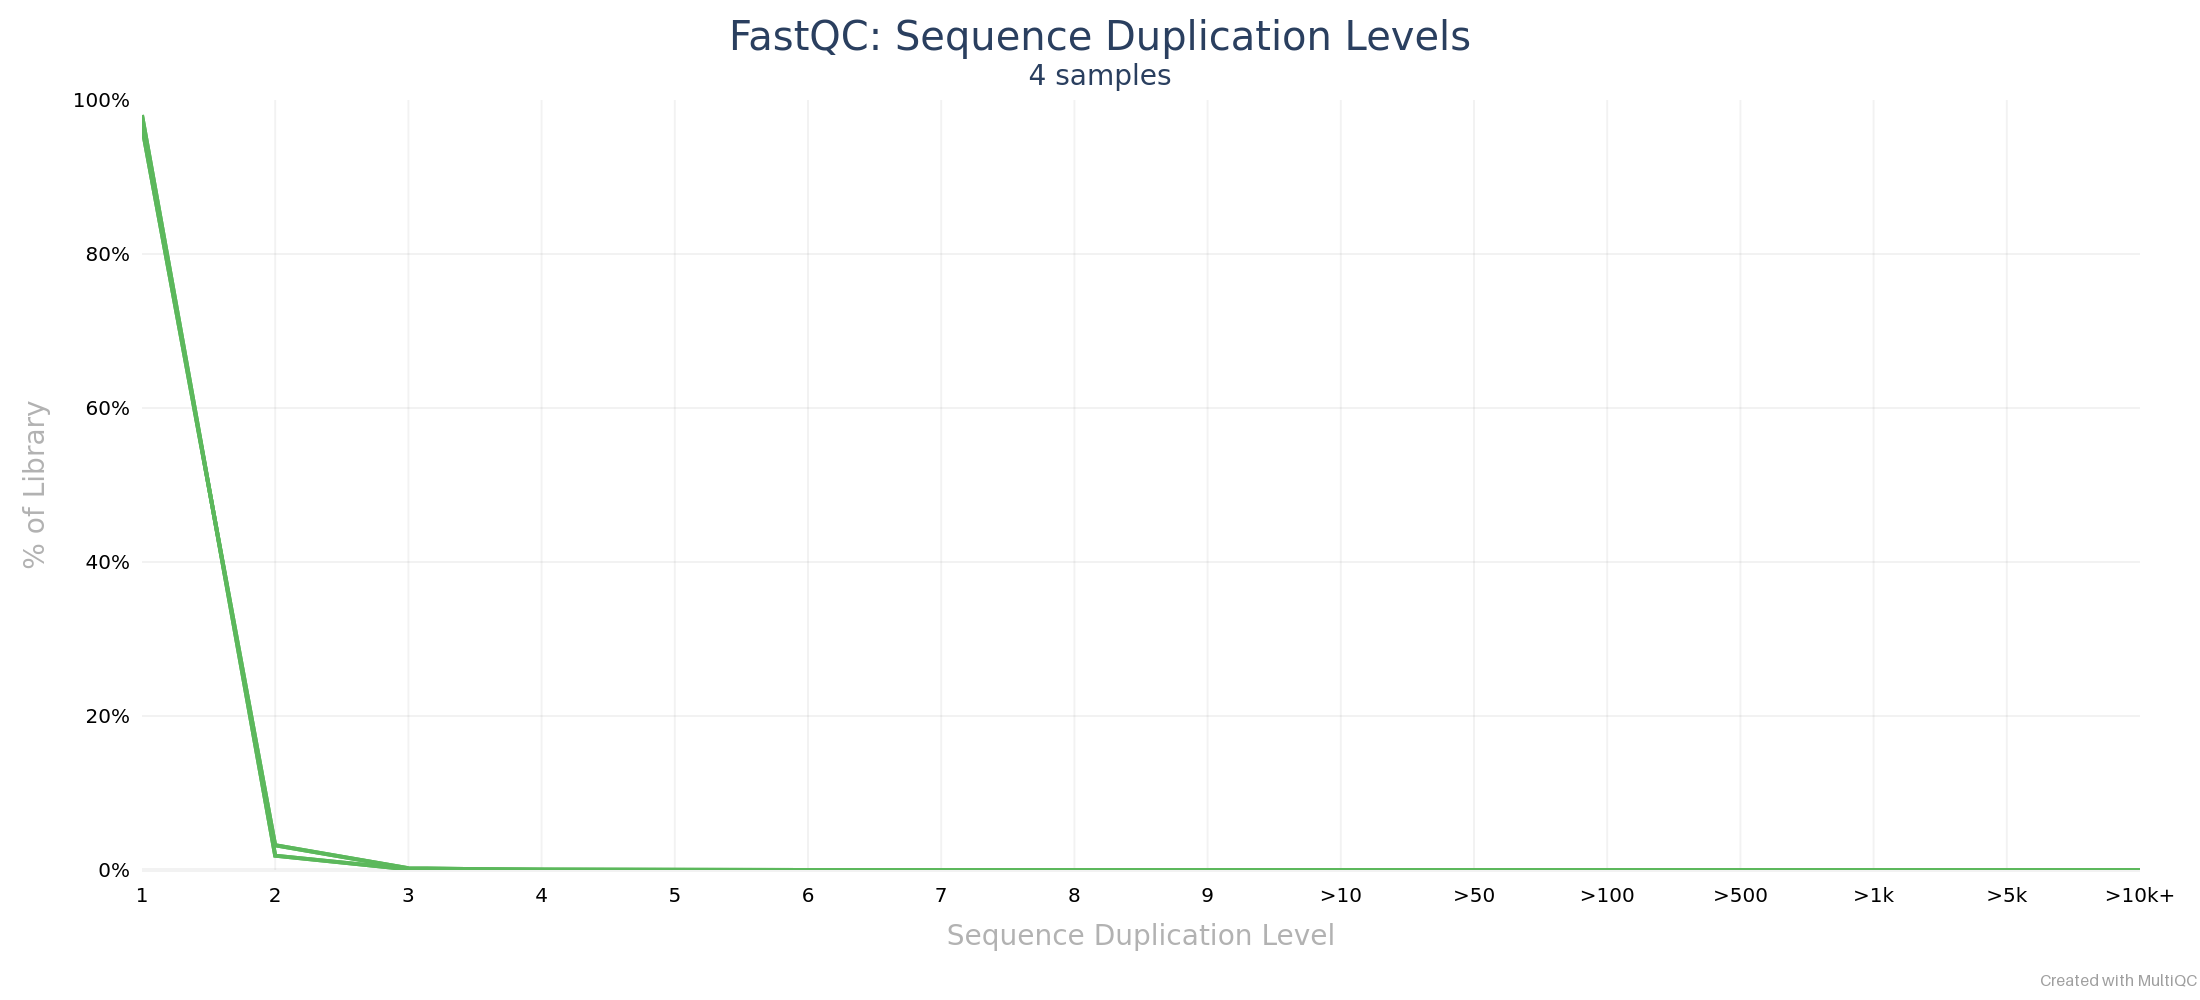 FastQC: Sequence Duplication Levels
4 samples
100%
80%
60%
40%
20%
0%
% of Library
1 2 3 4 5 6 7 8 9 >10 >50 >100 >500 >1k >5k >10k+
Sequence Duplication Level
Created with MultiQC